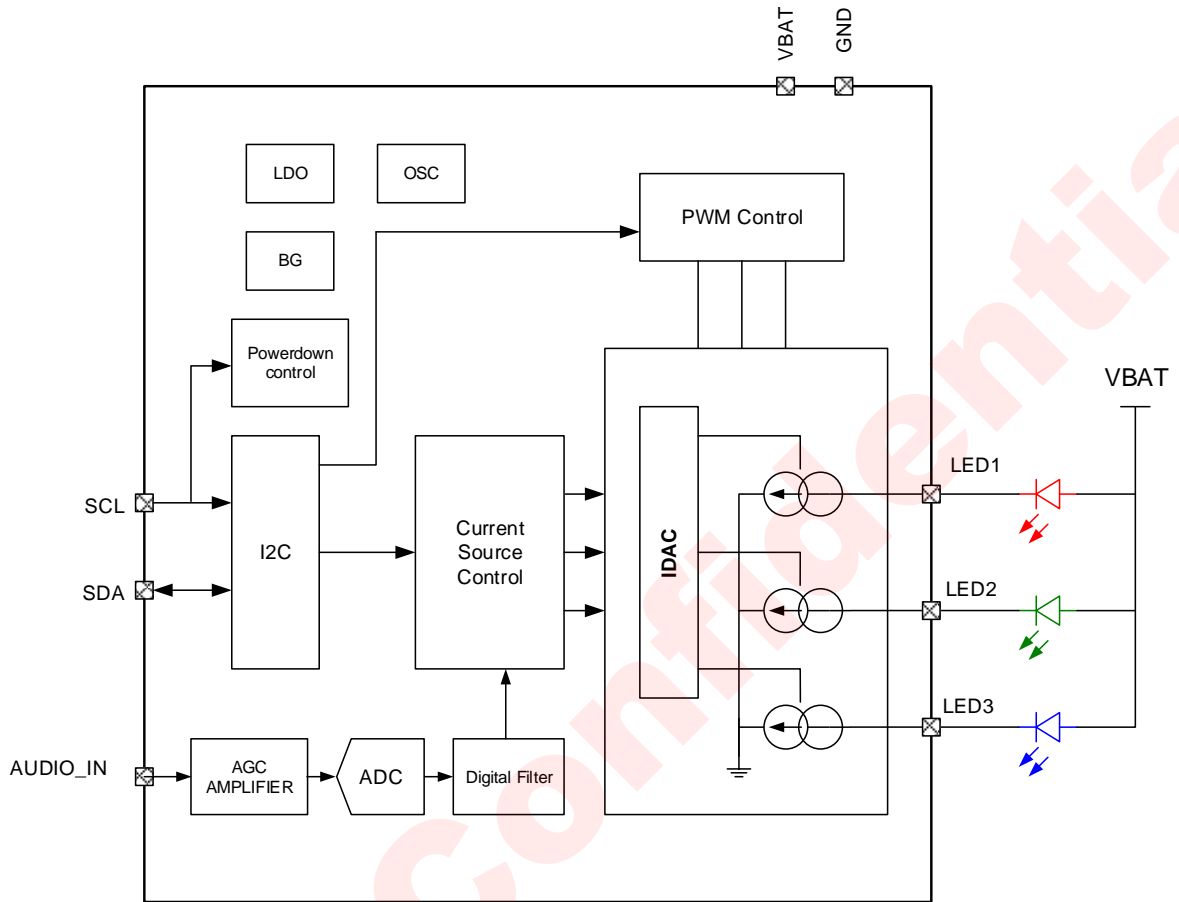 VBAT
GND
LDO
OSC
PWM Control
BG
Powerdown
control
VBAT
LED1
SCL
I2C
Current
Source
Control
IDAC
SDA
LED2
LED3
AUDIO_IN
AGC
AMPLIFIER
ADC
Digital Filter
Confidentia